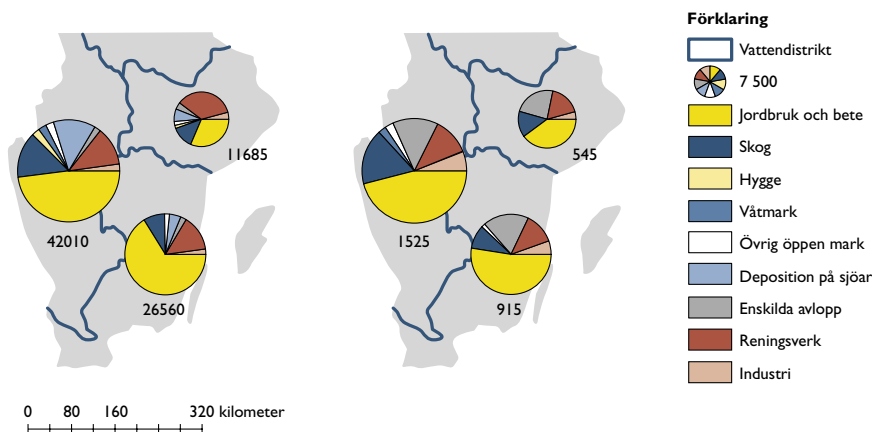 Förklaring
Vattendistrikt
7 500
Jordbruk och bete
Skog
Hygge
Våtmark
Övrig öppen mark
Deposition på sjöar
Enskilda avlopp
Reningsverk
Industri
11685
42010
26560
545
1525
915
0 80 160 320 kilometer